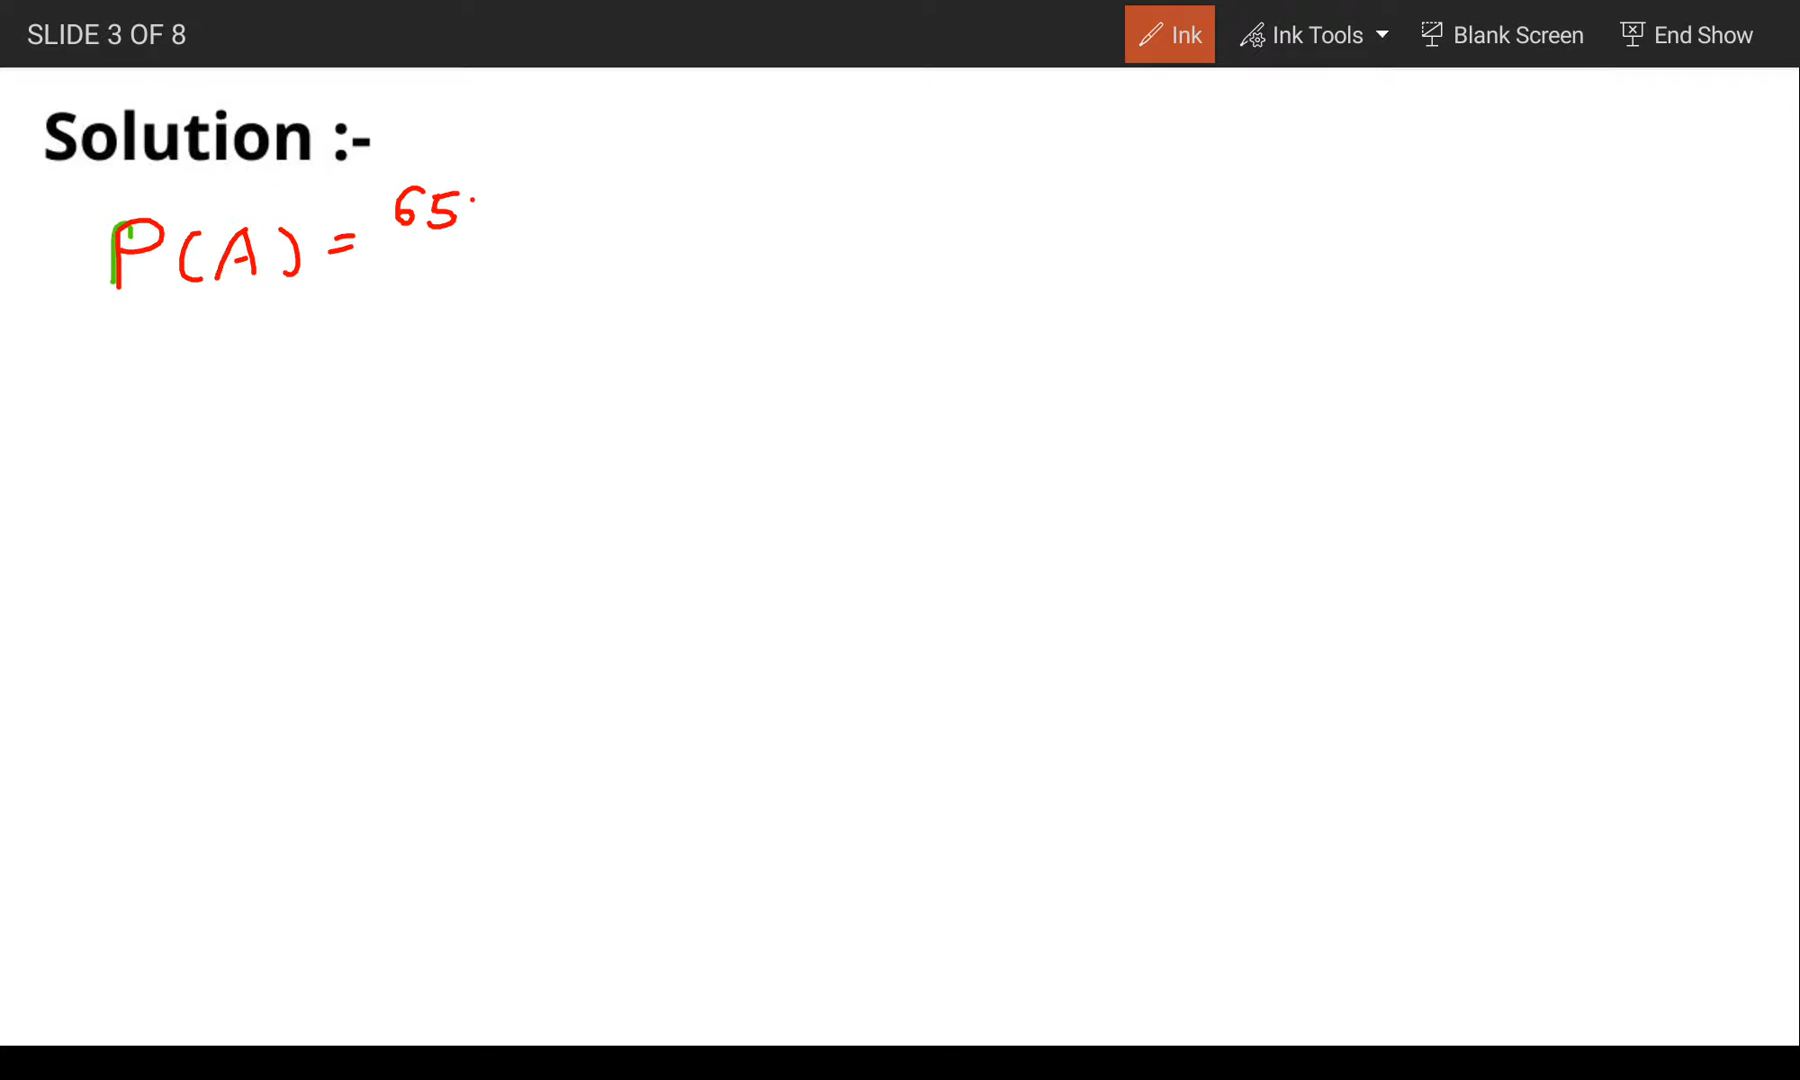 SLIDE 3 OF 8
Ink Ink Tools Blank Screen End Show
Solution :-
P(A) = 65.